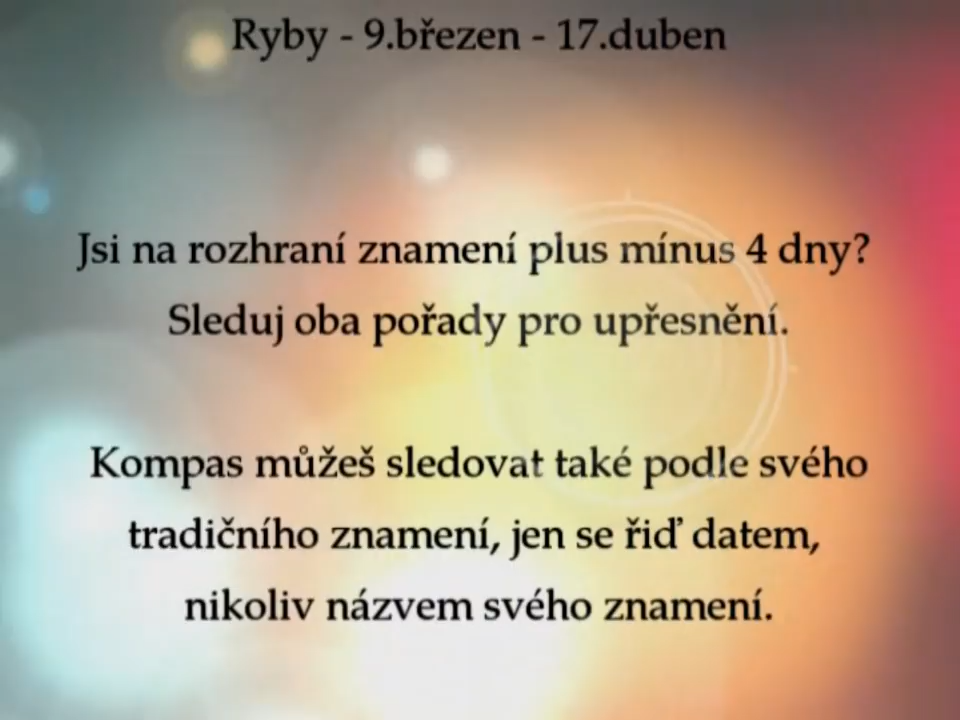 Ryby - 9.březen - 17.duben
Jsi na rozhraní znamení plus mínus 4 dny?
Sleduj oba pořady pro upřesnění.
Kompas můžeš sledovat také podle svého
tradičního znamení, jen se řiď datem,
nikoliv názvem svého znamení.